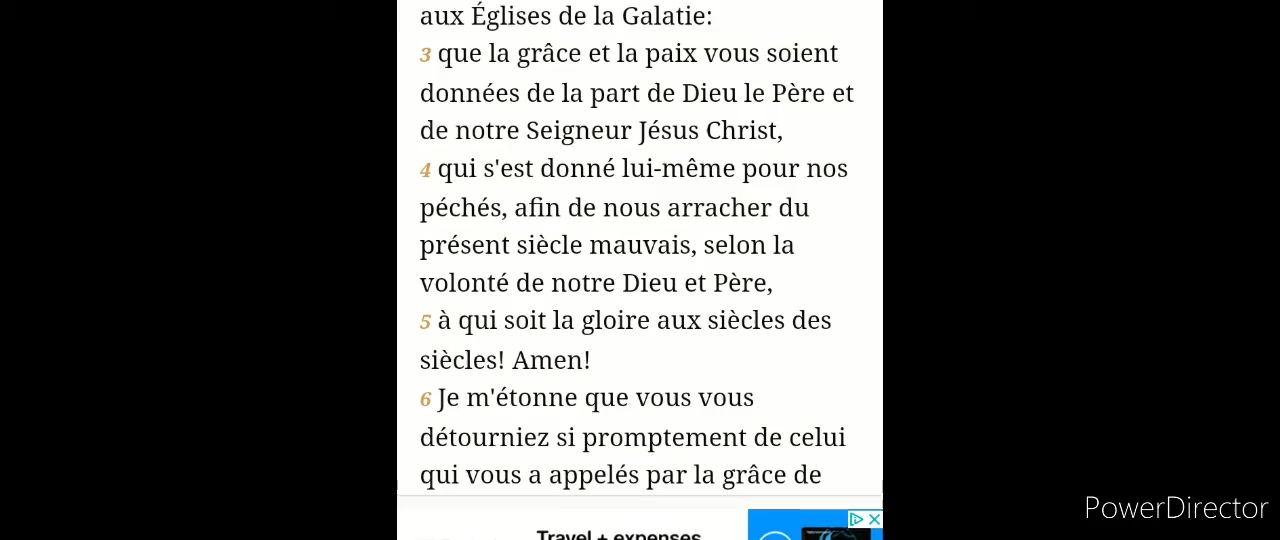 aux Églises de la Galatie:
3 que la grâce et la paix vous soient
données de la part de Dieu le Père et
de notre Seigneur Jésus Christ,
4 qui s'est donné lui-même pour nos
péchés, afin de nous arracher du
présent siècle mauvais, selon la
volonté de notre Dieu et Père,
5 à qui soit la gloire aux siècles des
siècles! Amen!
6 Je m'étonne que vous vous
détourniez si promptement de celui
qui vous a appelés par la grâce de
PowerDirector
Travel + expenses